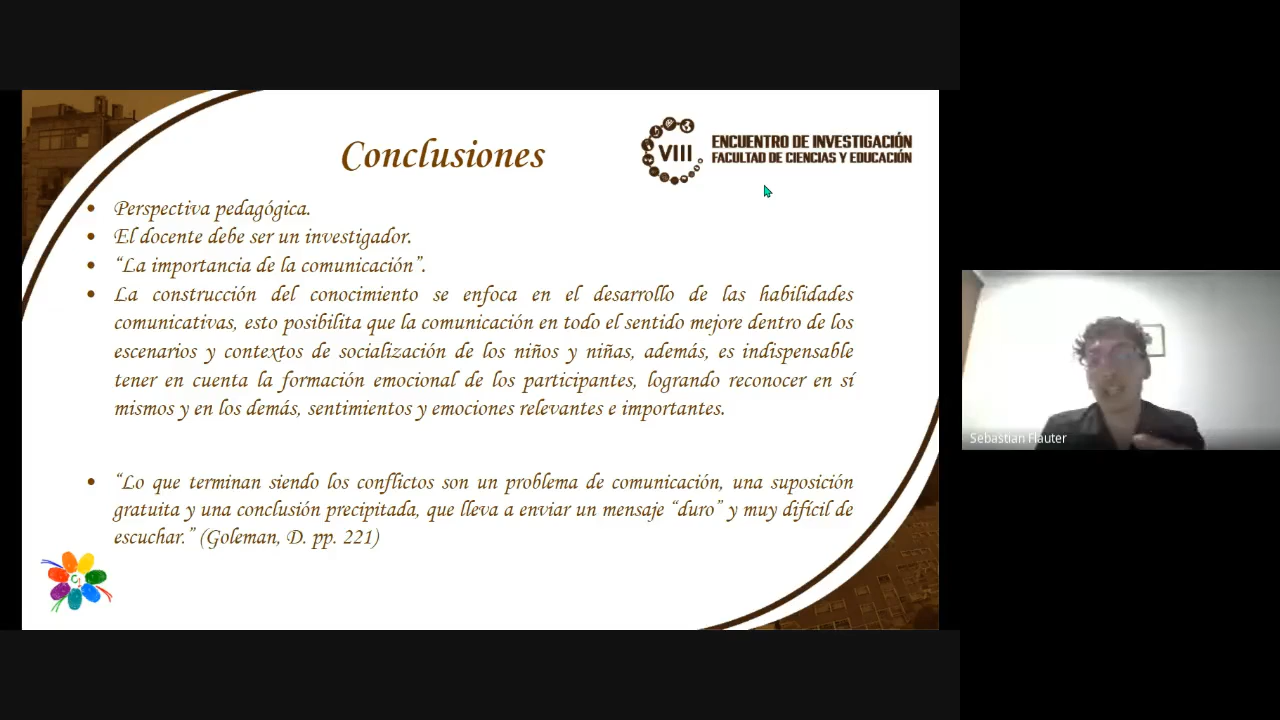 Conclusiones
VIII
ENCUENTRO DE INVESTIGACIÓN
FACULTAD DE CIENCIAS Y EDUCACIÓN
• Perspectiva pedagógica.
• El docente debe ser un investigador.
• “La importancia de la comunicación”.
• La construcción del conocimiento se enfoca en el desarrollo de las habilidades
comunicativas, esto posibilita que la comunicación en todo el sentido mejore dentro de los
escenarios y contextos de socialización de los niños y niñas, además, es indispensable
tener en cuenta la formación emocional de los participantes, logrando reconocer en sí
mismos y en los demás, sentimientos y emociones relevantes e importantes.
• “Lo que terminan siendo los conflictos son un problema de comunicación, una suposición
gratuita y una conclusión precipitada, que lleva a enviar un mensaje “duro” y muy difícil de
escuchar.” (Goleman, D. pp. 221)
Sebastian Flauter